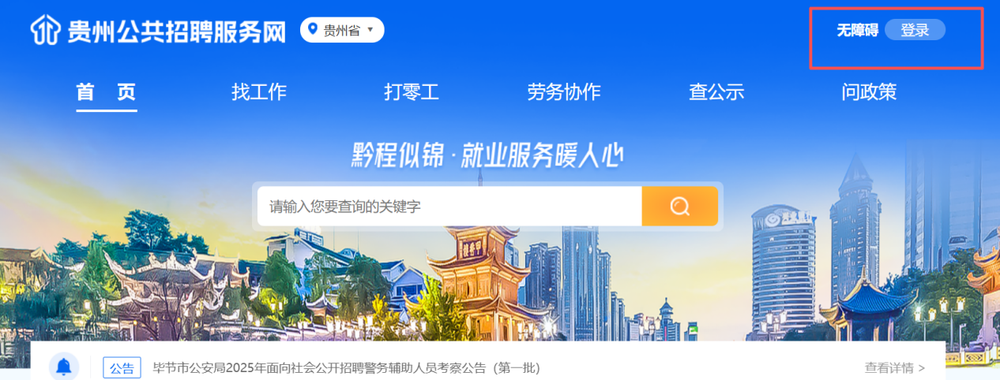 贵州公共招聘服务网 贵州省 无障碍 登录
首 页 找工作 打零工 劳务协作 查公示 问政策
黔程似锦·就业服务暖人心
请输入您要查询的关键字
公告 毕节市公安局2025年面向社会公开招聘警务辅助人员考察公告（第一批） 查看详情 >